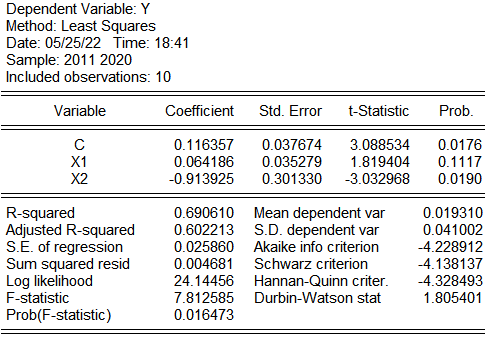 Dependent Variable: Y
Method: Least Squares
Date: 05/25/22 Time: 18:41
Sample: 2011 2020
Included observations: 10
Variable Coefficient Std. Error t-Statistic Prob.
C 0.116357 0.037674 3.088534 0.0176
X1 0.064186 0.035279 1.819404 0.1117
X2 -0.913925 0.301330 -3.032968 0.0190
R-squared 0.690610 Mean dependent var 0.019310
Adjusted R-squared 0.602213 S.D. dependent var 0.041002
S.E. of regression 0.025860 Akaike info criterion -4.228912
Sum squared resid 0.004681 Schwarz criterion -4.138137
Log likelihood 24.14456 Hannan-Quinn criter. -4.328493
F-statistic 7.812585 Durbin-Watson stat 1.805401
Prob(F-statistic) 0.016473